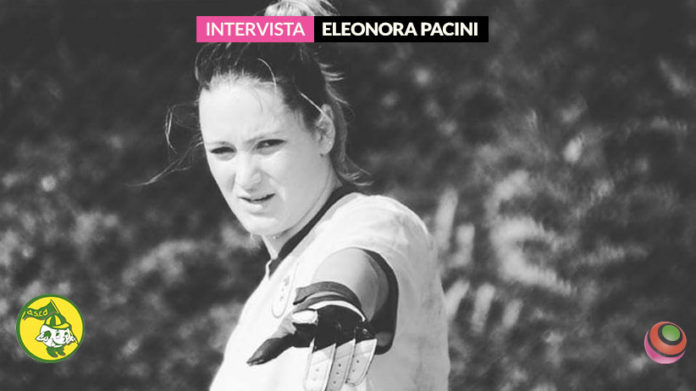 INTERVISTA ELEONORA PACINI
a.s.c.d.